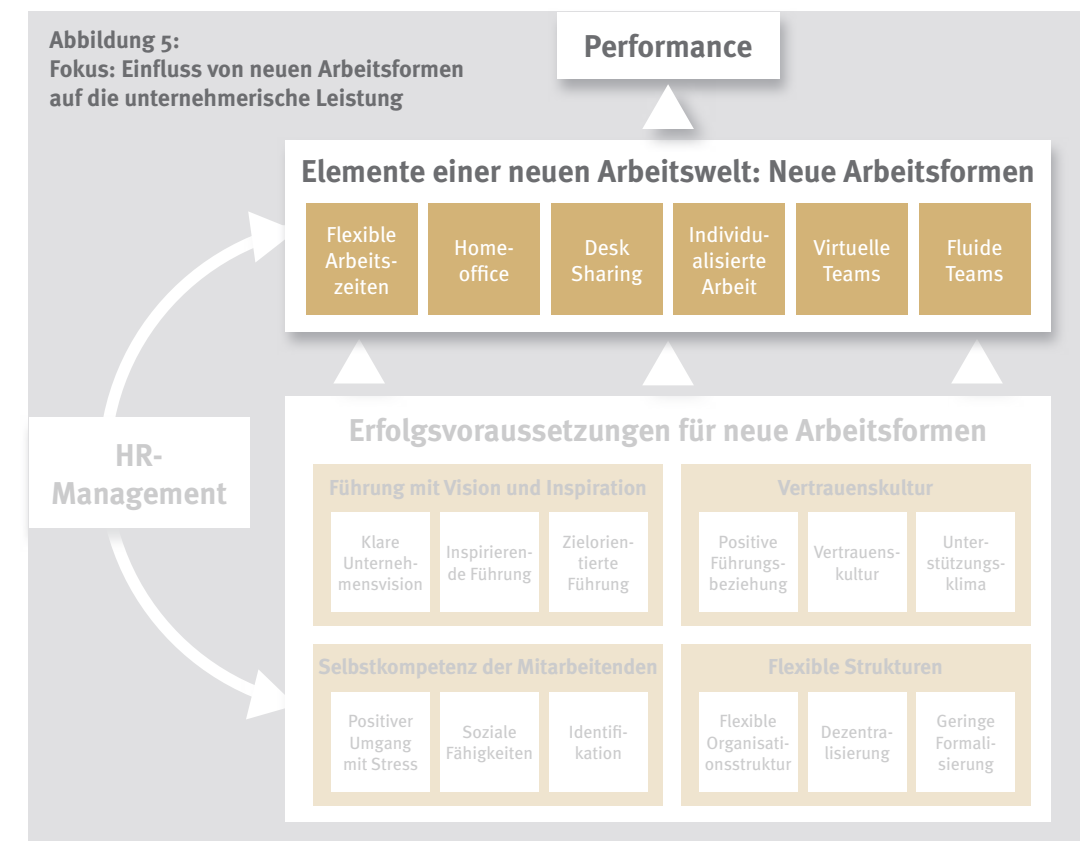 Abbildung 5:
Fokus: Einfluss von neuen Arbeitsformen
auf die unternehmerische Leistung
Performance
Elemente einer neuen Arbeitswelt: Neue Arbeitsformen
Flexible
Arbeits-
zeiten
Home-
office
Desk
Sharing
Individu-
alisierte
Arbeit
Virtuelle
Teams
Fluide
Teams
HR-
Management
Erfolgsvoraussetzungen für neue Arbeitsformen
Führung mit Vision und Inspiration
Klare
Unterneh-
mensvision
Inspirieren-
de Führung
Zielorien-
tierte
Führung
Vertrauenskultur
Positive
Führungs-
beziehung
Vertrauens-
kultur
Unter-
stützungs-
klima
Selbstkompetenz der Mitarbeitenden
Positiver
Umgang
mit Stress
Soziale
Fähigkeiten
Identifi-
kation
Flexible Strukturen
Flexible
Organisati-
onsstruktur
Dezentra-
lisierung
Geringe
Formali-
sierung